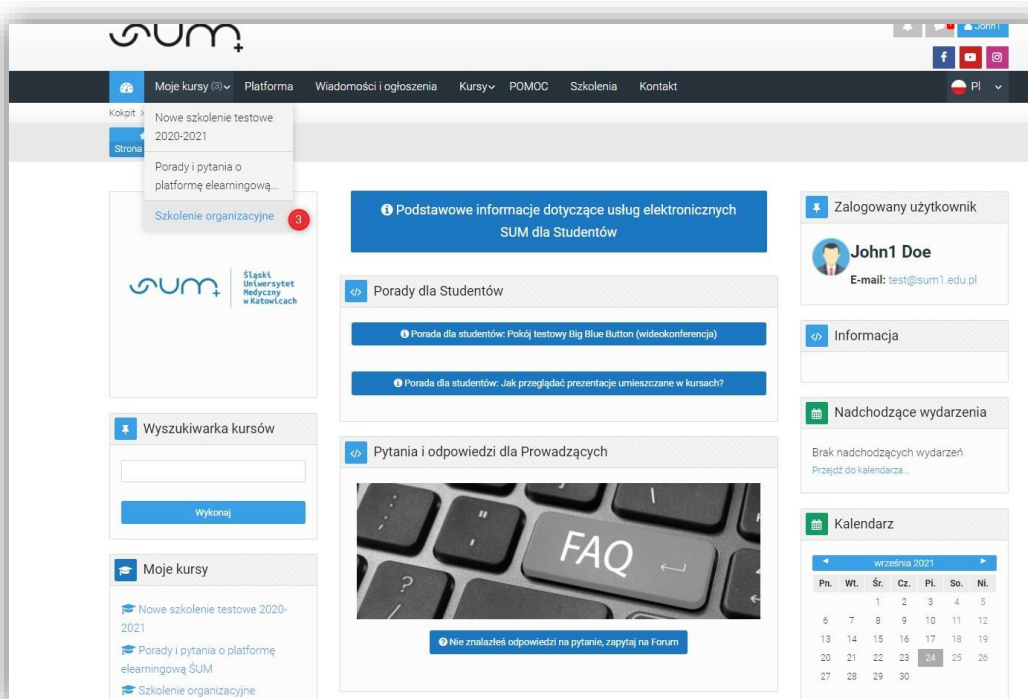 SUM
John1
Moje kursy (3) Platforma Wiadomości i ogłoszenia Kursy POMOC Szkolenia Kontakt Pl
Kokpit >
Nowe szkolenie testowe
2020-2021
Strona
Porady i pytania o
platformę elearningową...
Szkolenie organizacyjne 3
Śląski
Uniwersytet
Medyczny
w Katowicach
Wyszukiwarka kursów
Wykonaj
Moje kursy
Nowe szkolenie testowe 2020-
2021
Porady i pytania o platformę
elearningową ŚUM
Szkolenie organizacyjne
Podstawowe informacje dotyczące usług elektronicznych
SUM dla Studentów
Porady dla Studentów
Porada dla studentów: Pokój testowy Big Blue Button (wideokonferencja)
Porada dla studentów: Jak przeglądać prezentacje umieszczane w kursach?
Pytania i odpowiedzi dla Prowadzących
FAQ
Nie znalazłeś odpowiedzi na pytanie, zapytaj na Forum
Zalogowany użytkownik
John1 Doe
E-mail: test@sum1.edu.pl
Informacja
Nadchodzące wydarzenia
Brak nadchodzących wydarzeń
Przejdź do kalendarza...
Kalendarz
września 2021
Pn. Wt. Śr. Cz. Pi. So. Ni.
1 2 3 4 5
6 7 8 9 10 11 12
13 14 15 16 17 18 19
20 21 22 23 24 25 26
27 28 29 30